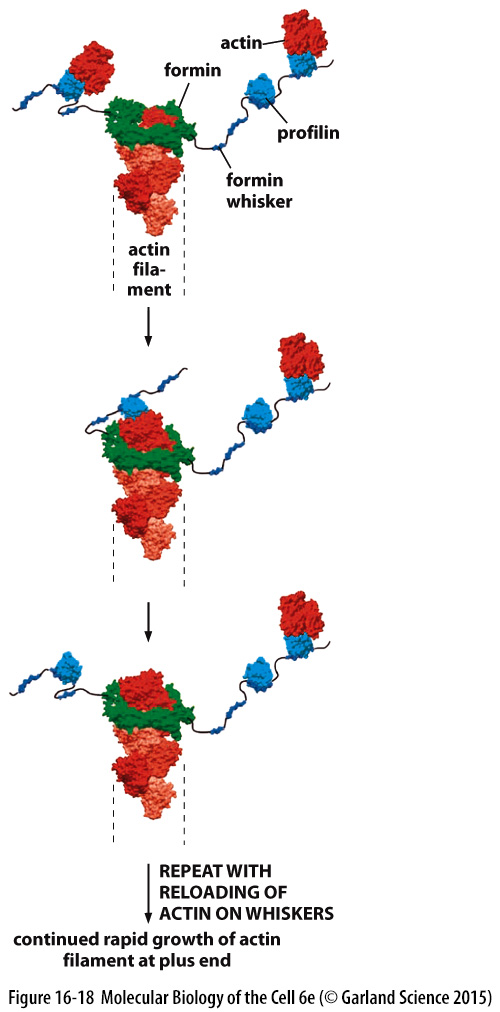 actin
formin
profilin
formin
whisker
actin
fila-
ment
REPEAT WITH
RELOADING OF
ACTIN ON WHISKERS
continued rapid growth of actin
filament at plus end
Figure 16-18 Molecular Biology of the Cell 6e (© Garland Science 2015)